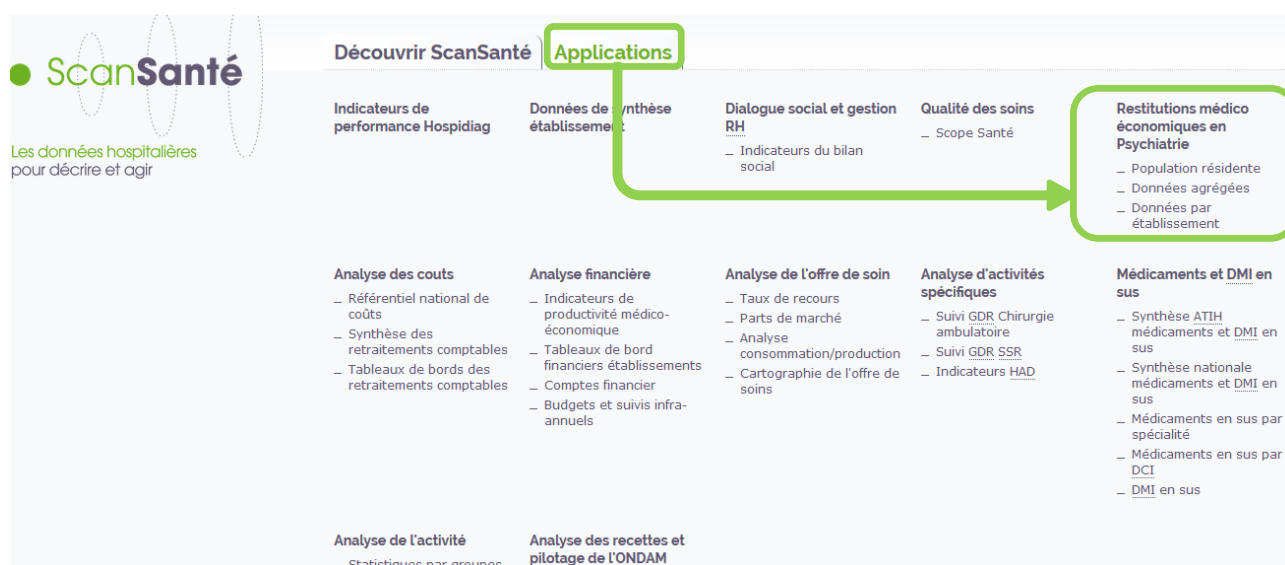 ScanSanté
Les données hospitalières
pour décrire et agir
Découvrir ScanSanté
Applications
Indicateurs de
performance Hospidiag
Données de synthèse
établissement
Dialogue social et gestion
RH
_ Indicateurs du bilan
social
Qualité des soins
_ Scope Santé
Restitutions médico
économiques en
Psychiatrie
_ Population résidente
_ Données agrégées
_ Données par
établissement
Analyse des couts
_ Référentiel national de
coûts
_ Synthèse des
retraitements comptables
_ Tableaux de bords des
retraitements comptables
Analyse financière
_ Indicateurs de
productivité médico-
économique
_ Tableaux de bord
financiers établissements
_ Comptes financier
_ Budgets et suivis infra-
annuels
Analyse de l'offre de soin
_ Taux de recours
_ Parts de marché
_ Analyse
consommation/production
_ Cartographie de l'offre de
soins
Analyse d'activités
spécifiques
_ Suivi GDR Chirurgie
ambulatoire
_ Suivi GDR SSR
_ Indicateurs HAD
Médicaments et DMI en
sus
_ Synthèse ATIH
médicaments et DMI en
sus
_ Synthèse nationale
médicaments et DMI en
sus
_ Médicaments en sus par
spécialité
_ Médicaments en sus par
DCI
_ DMI en sus
Analyse de l'activité
Statistiques par groupes
Analyse des recettes et
pilotage de l'ONDAM